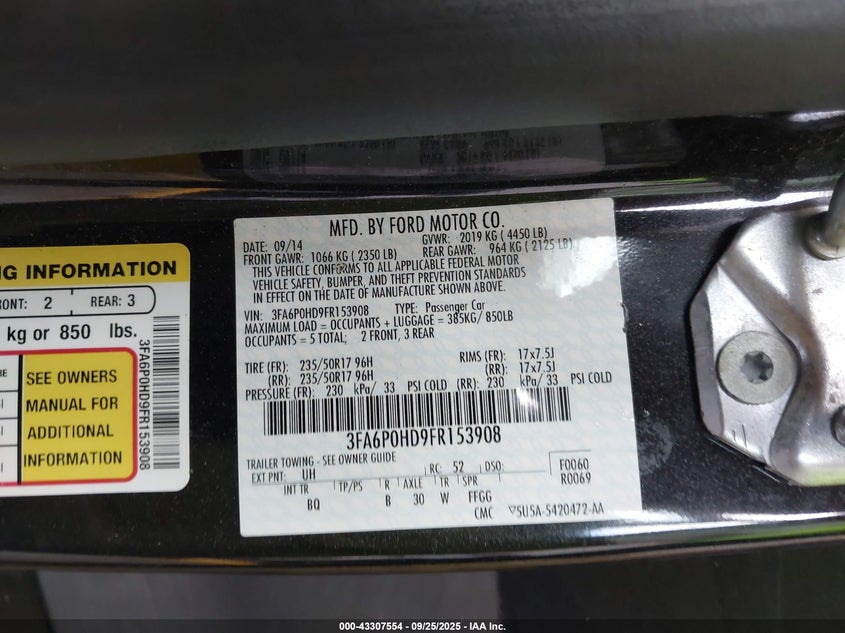 MFD. BY FORD MOTOR CO.
DATE: 09/14 GVWR: 2019 KG ( 4450 LB)
FRONT GAWR: 1066 KG ( 2350 LB) REAR GAWR: 964 KG ( 2125 LB)
THIS VEHICLE CONFORMS TO ALL APPLICABLE FEDERAL MOTOR
VEHICLE SAFETY, BUMPER, AND THEFT PREVENTION STANDARDS
IN EFFECT ON THE DATE OF MANUFACTURE SHOWN ABOVE.
VIN: 3FA6P0HD9FR153908 TYPE: Passenger Car
MAXIMUM LOAD = OCCUPANTS + LUGGAGE = 385KG/ 850LB
OCCUPANTS = 5 TOTAL; 2 FRONT, 3 REAR
TIRE (FR): 235/50R17 96H RIMS (FR): 17x7.5J
(RR): 235/50R17 96H (RR): 17x7.5J
PRESSURE (FR): 230 kPa/ 33 PSI COLD (RR): 230 kPa/ 33 PSI COLD
3FA6P0HD9FR153908
TRAILER TOWING - SEE OWNER GUIDE
EXT PNT: UH RC: 52 DSO: F0060
R0069
INT TR TP/PS R AXLE TR SPR
BQ B 30 W FFGG
CMC 5U5A-5420472-AA
NG INFORMATION
FRONT: 2 REAR: 3
kg or 850 lbs.
SEE OWNERS
MANUAL FOR
ADDITIONAL
INFORMATION
3FA6P0HD9FR153908
000-43307554 - 09/25/2025 - IAA Inc.